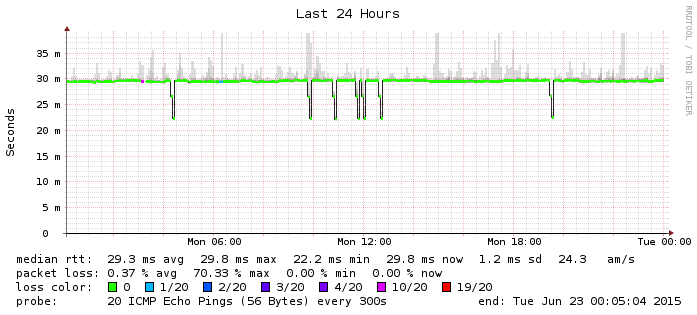 Last 24 Hours
RRDTOOL / TOBI OETIKER
Seconds
35 m
30 m
25 m
20 m
15 m
10 m
5 m
0
Mon 06:00 Mon 12:00 Mon 18:00 Tue 00:00
median rtt: 29.3 ms avg 29.8 ms max 22.2 ms min 29.8 ms now 1.2 ms sd 24.3 am/s
packet loss: 0.37 % avg 70.33 % max 0.00 % min 0.00 % now
loss color: 0 1/20 2/20 3/20 4/20 10/20 19/20
probe: 20 ICMP Echo Pings (56 Bytes) every 300s end: Tue Jun 23 00:05:04 2015